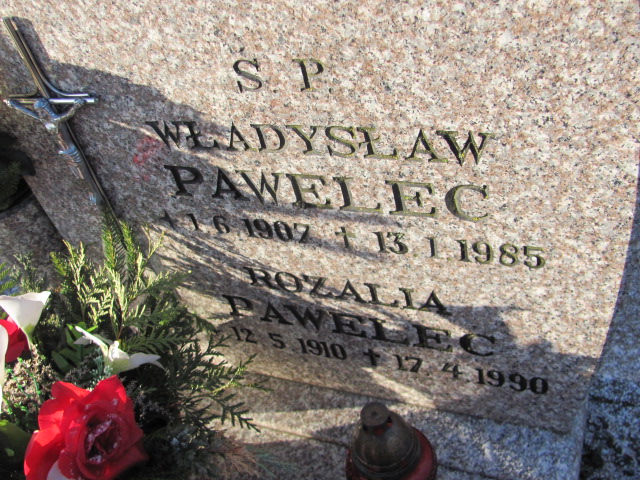 S. P.
WŁADYSŁAW
PAWELEC
† 1 6 1907 † 13. 1. 1985
ROZALIA
PAWELEC
12 5 1910 † 17. 4. 1990